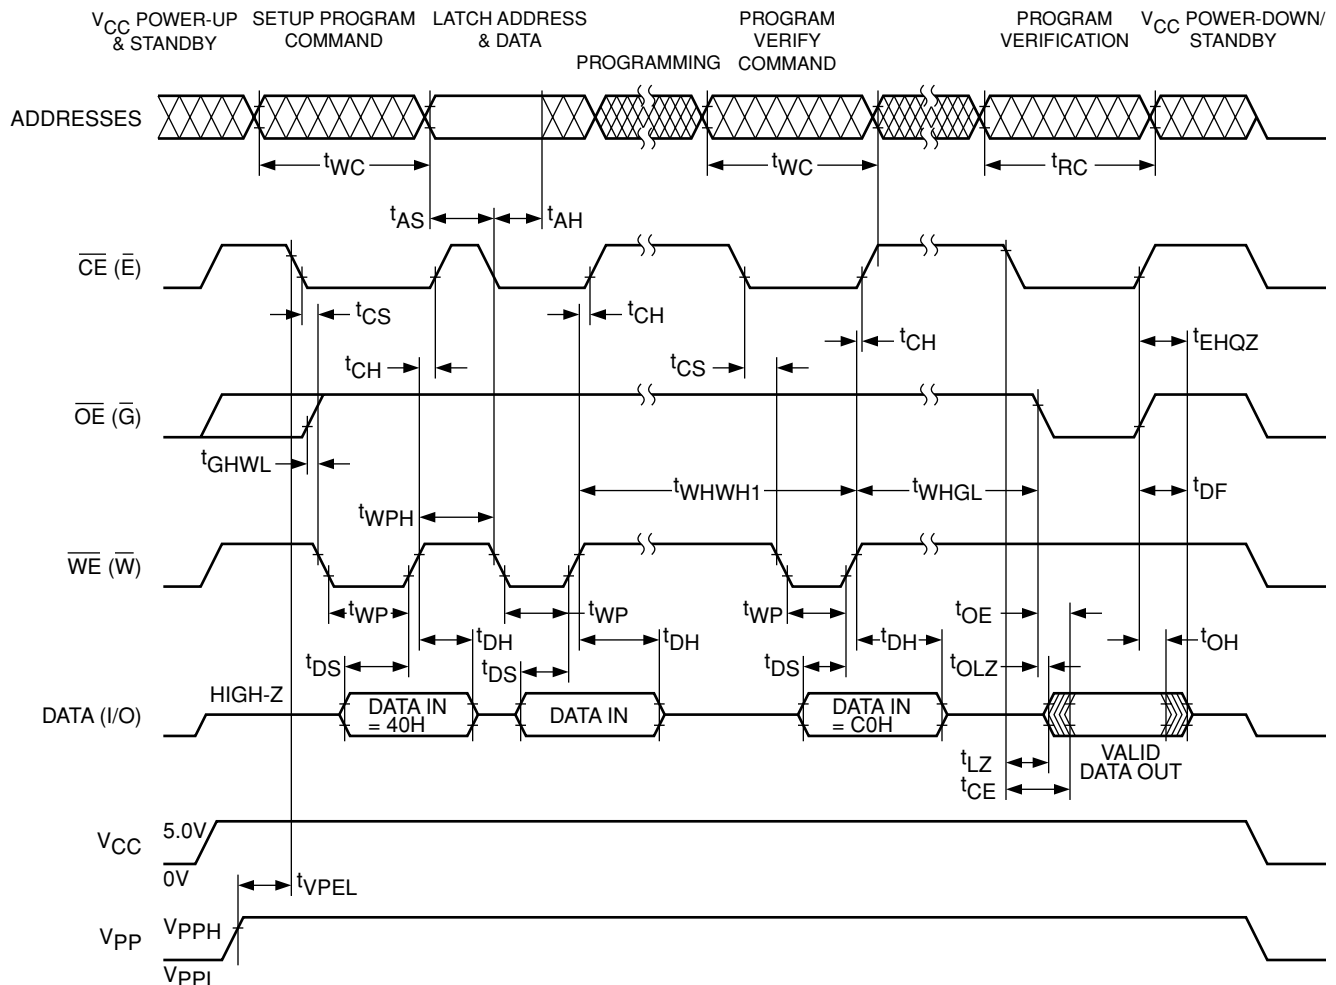 VCC POWER-UP & STANDBY
SETUP PROGRAM COMMAND
LATCH ADDRESS & DATA
PROGRAMMING
PROGRAM VERIFY COMMAND
PROGRAM VERIFICATION
VCC POWER-DOWN/ STANDBY
ADDRESSES
tWC
tWC
tRC
tAS
tAH
CE (E)
tCS
tCH
tCH
tCS
tCH
tEHQZ
OE (G)
tGHWL
tWPH
tWHWH1
tWHGL
tDF
WE (W)
tWP
tWP
tWP
tOE
tDH
tDH
tDH
tOH
tDS
tDS
tDS
tOLZ
DATA (I/O)
HIGH-Z
DATA IN = 40H
DATA IN
DATA IN = C0H
VALID DATA OUT
tLZ
tCE
VCC
5.0V
0V
tVPEL
VPP
VPPH
VPPL